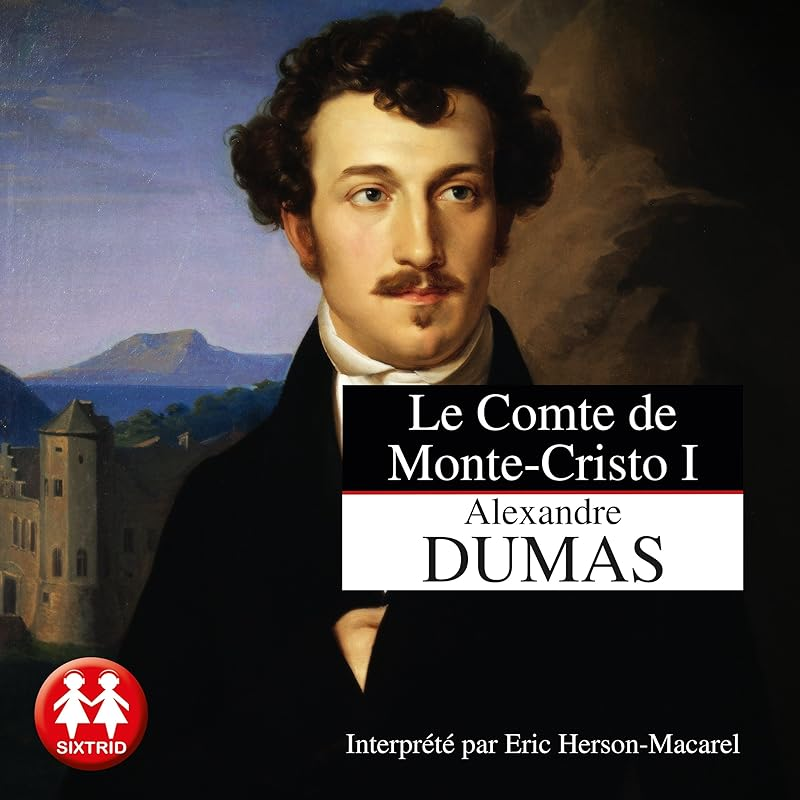 Le Comte de
Monte-Cristo I
Alexandre
DUMAS
SIXTRID
Interprété par Eric Herson-Macarel